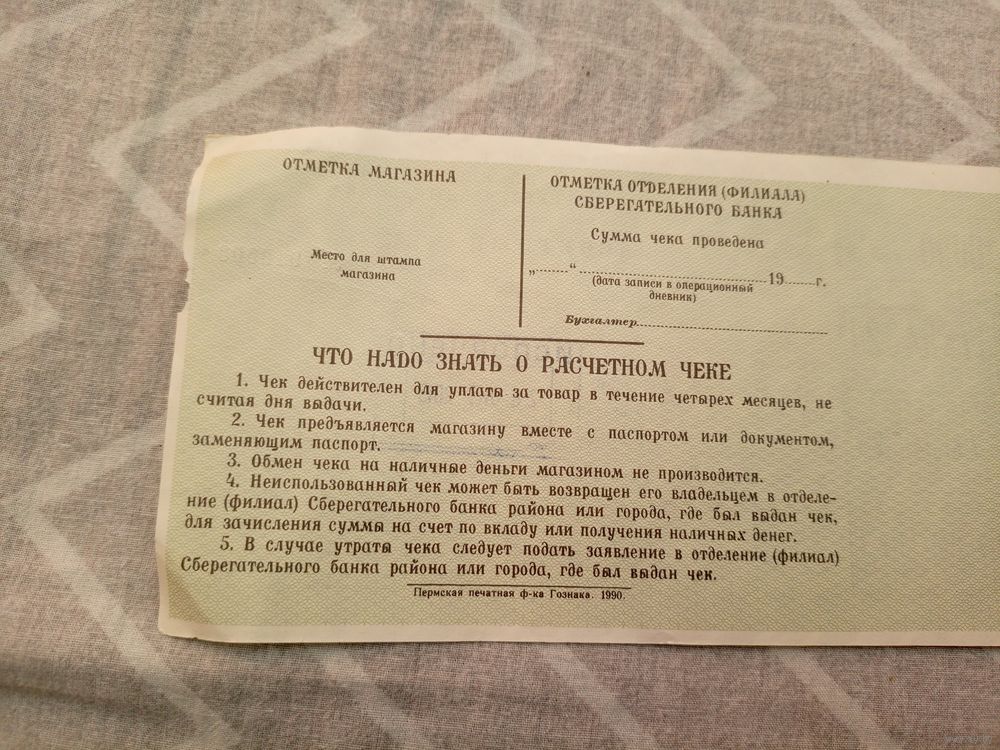 ОТМЕТКА МАГАЗИНА
Место для штампа
магазина
ОТМЕТКА ОТДЕЛЕНИЯ (ФИЛИАЛА)
СБЕРЕГАТЕЛЬНОГО БАНКА
Сумма чека проведена
„........“ ........................................ 19.......г.
(дата записи в операционный
дневник)
Бухгалтер........................................
ЧТО НАДО ЗНАТЬ О РАСЧЕТНОМ ЧЕКЕ
1. Чек действителен для уплаты за товар в течение четырех месяцев, не
считая дня выдачи.
2. Чек предъявляется магазину вместе с паспортом или документом,
заменяющим паспорт.
3. Обмен чека на наличные деньги магазином не производится.
4. Неиспользованный чек может быть возвращен его владельцем в отделе-
ние (филиал) Сберегательного банка района или города, где был выдан чек,
для зачисления суммы на счет по вкладу или получения наличных денег.
5. В случае утраты чека следует подать заявление в отделение (филиал)
Сберегательного банка района или города, где был выдан чек.
Пермская печатная ф-ка Гознака. 1990.